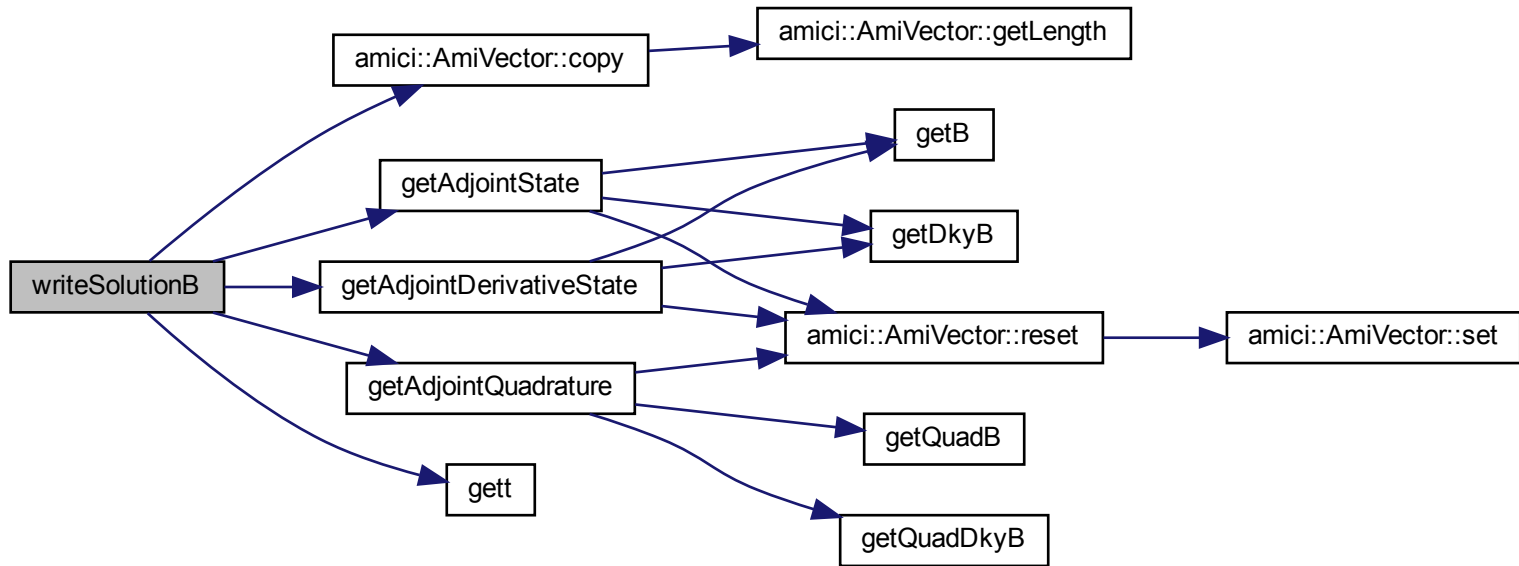 amici::AmiVector::getLength
amici::AmiVector::copy
getB
getAdjointState
getDkyB
writeSolutionB
getAdjointDerivativeState
amici::AmiVector::reset
amici::AmiVector::set
getAdjointQuadrature
getQuadB
gett
getQuadDkyB